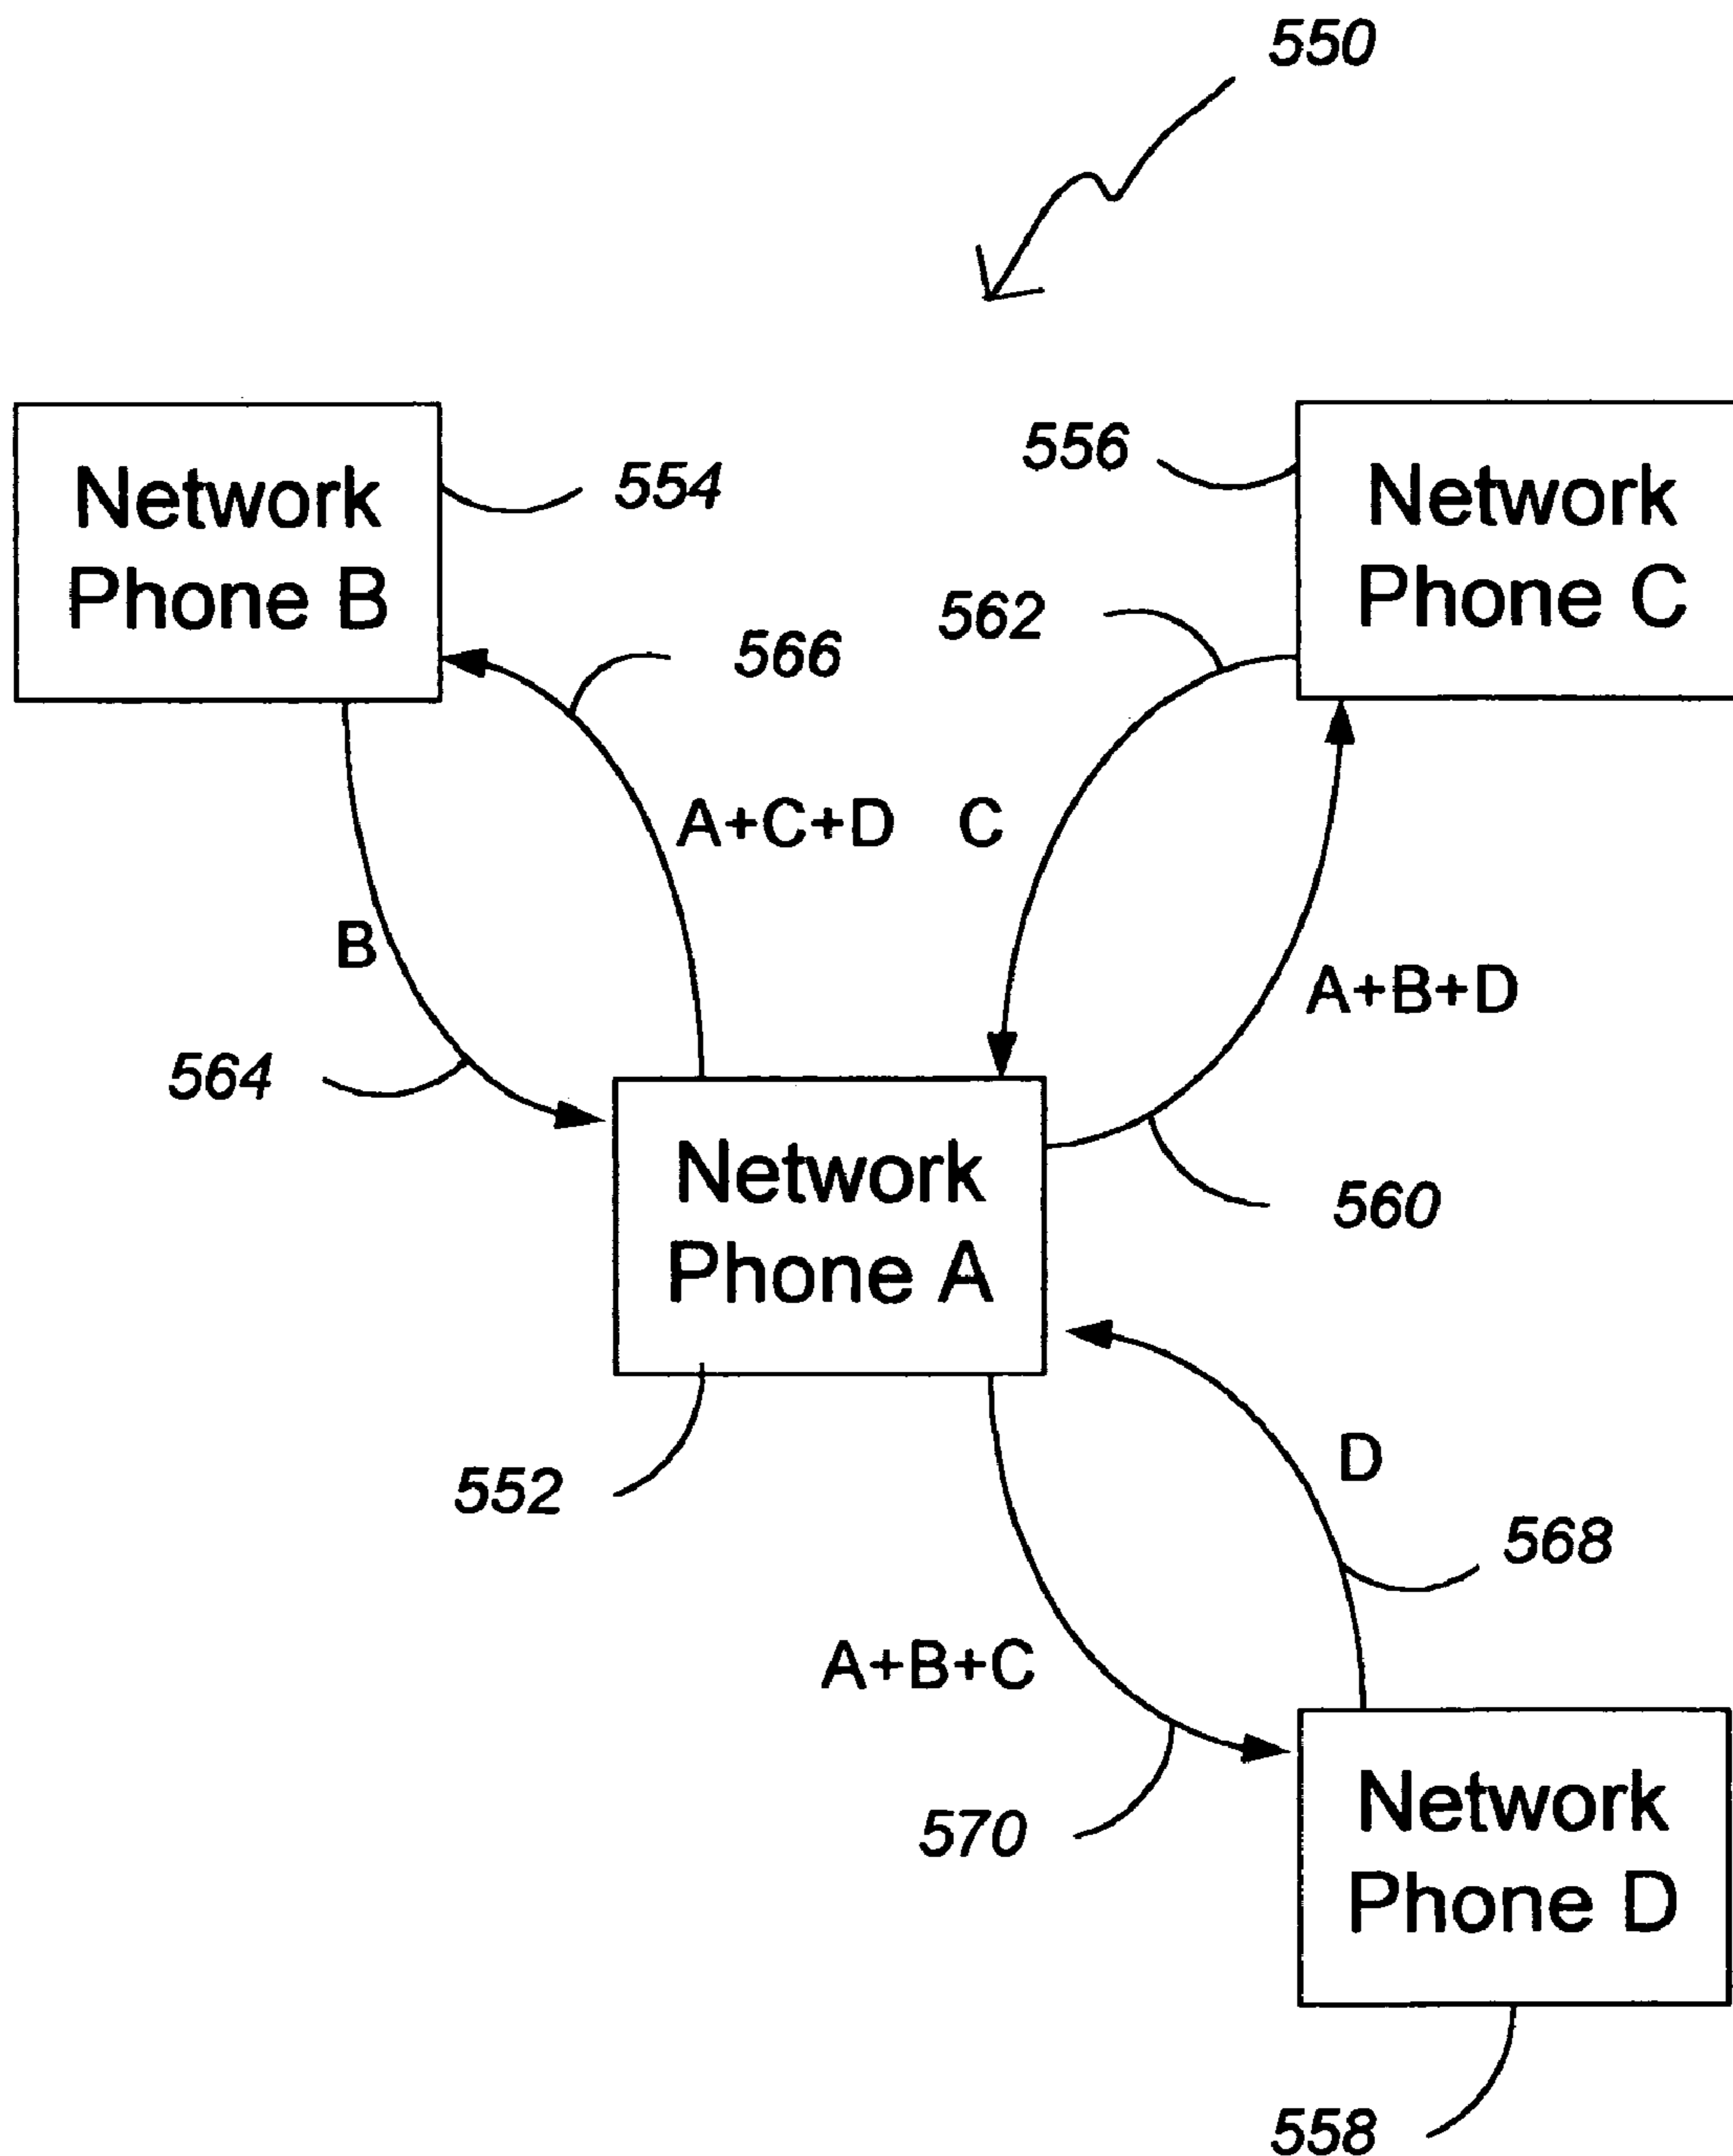 550
Network
Phone B
554
556
Network
Phone C
562
566
A+C+D
C
B
A+B+D
564
Network
Phone A
560
552
D
568
A+B+C
570
Network
Phone D
558